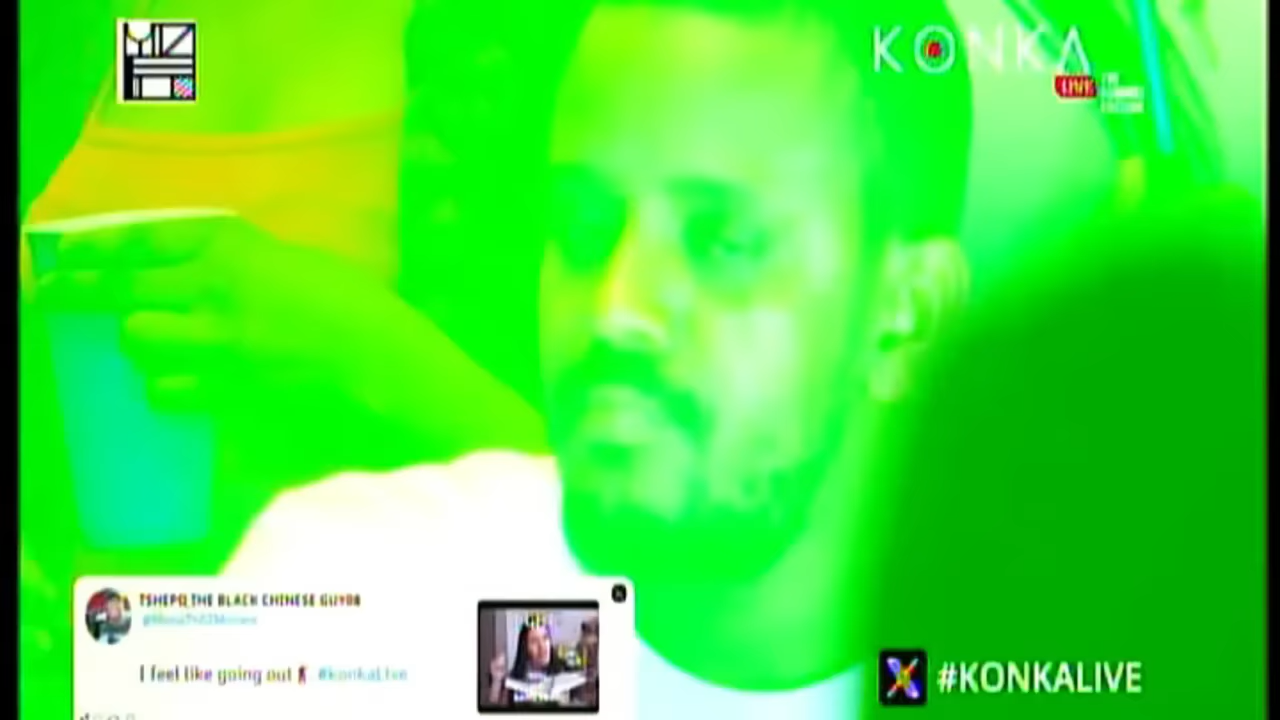 KONKA
LIVE
TSHEPO THE BLACK CHINESE GUY
I feel like going out #konkaLive
#KONKALIVE